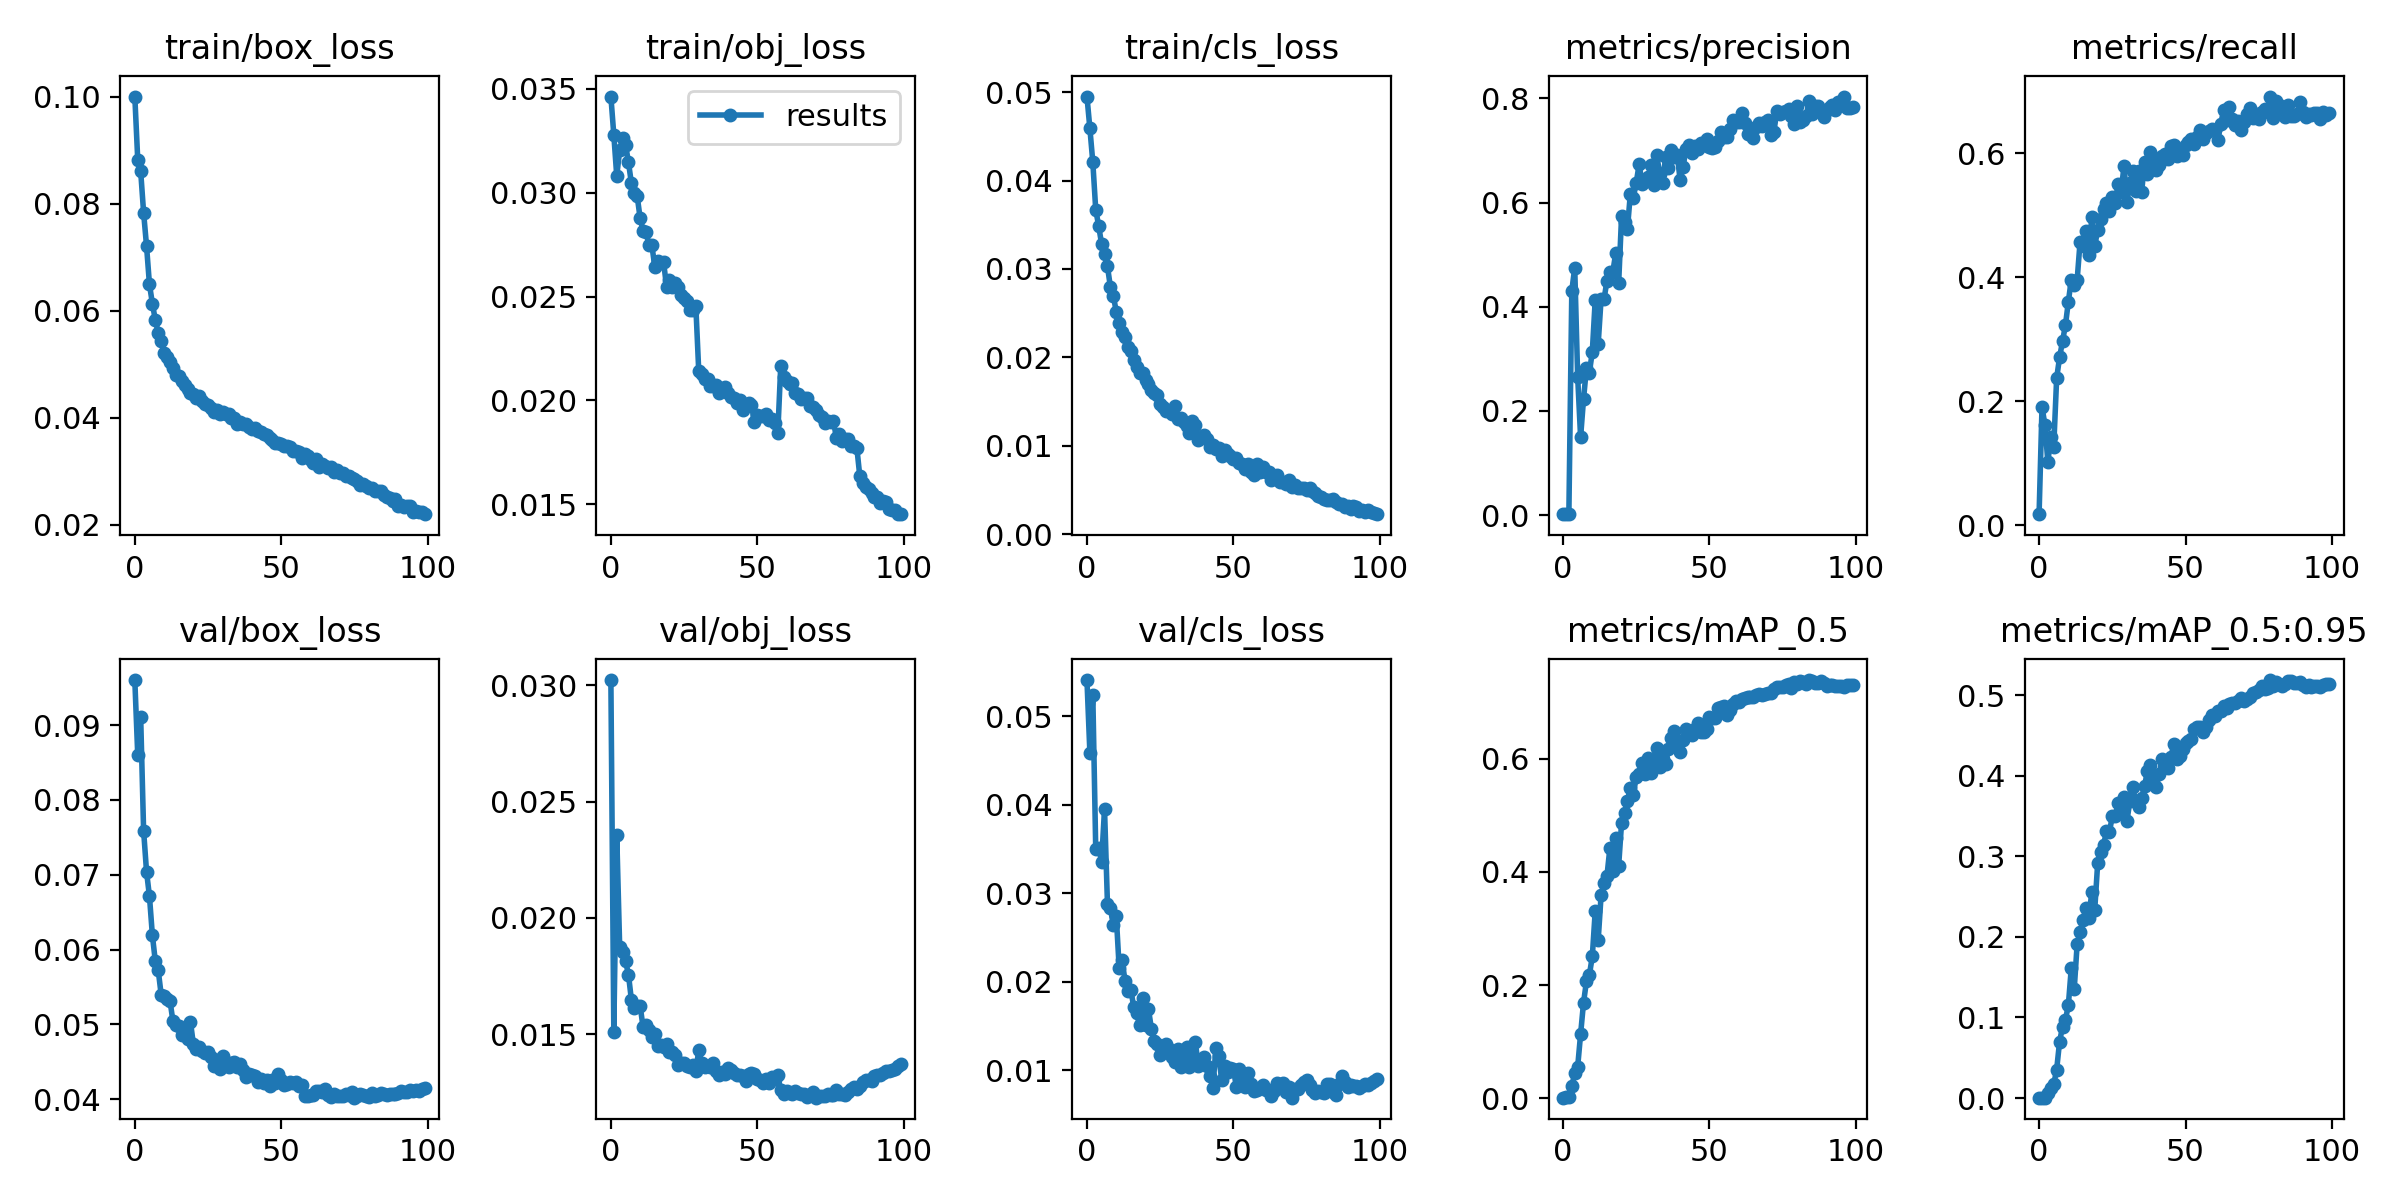 train/box_loss
0.10
0.08
0.06
0.04
0.02
0 50 100
train/obj_loss
results
0.035
0.030
0.025
0.020
0.015
0 50 100
train/cls_loss
0.05
0.04
0.03
0.02
0.01
0.00
0 50 100
metrics/precision
0.8
0.6
0.4
0.2
0.0
0 50 100
metrics/recall
0.6
0.4
0.2
0.0
0 50 100
val/box_loss
0.09
0.08
0.07
0.06
0.05
0.04
0 50 100
val/obj_loss
0.030
0.025
0.020
0.015
0 50 100
val/cls_loss
0.05
0.04
0.03
0.02
0.01
0 50 100
metrics/mAP_0.5
0.6
0.4
0.2
0.0
0 50 100
metrics/mAP_0.5:0.95
0.5
0.4
0.3
0.2
0.1
0.0
0 50 100